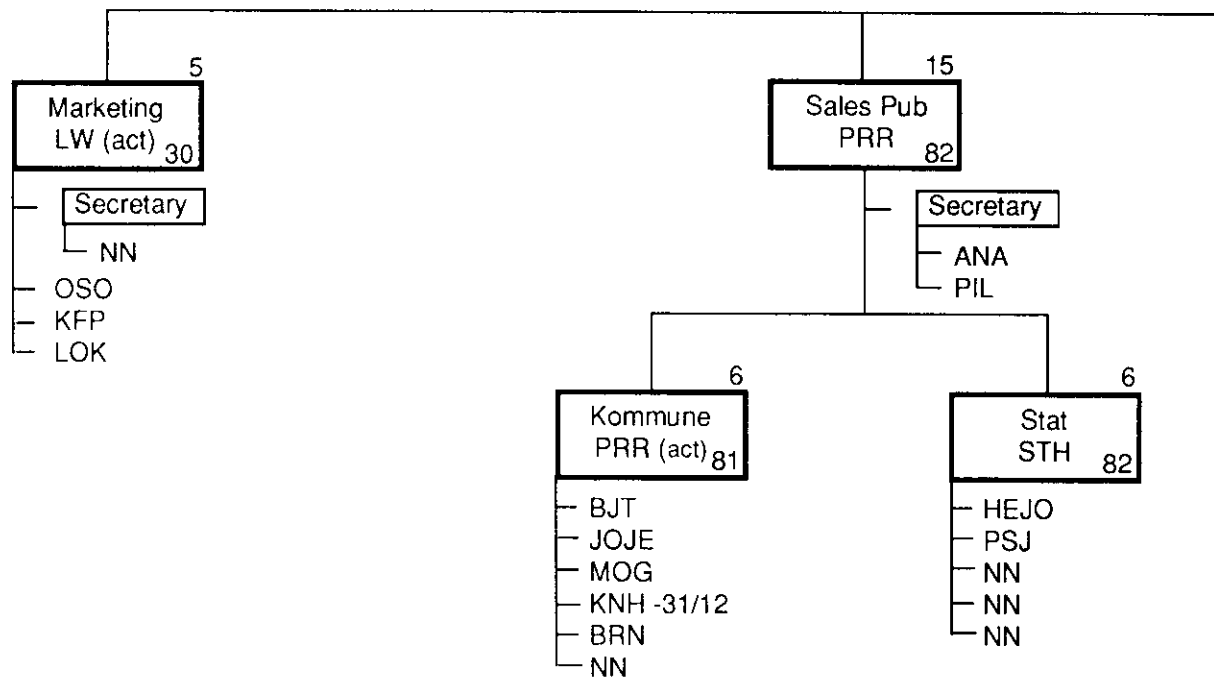 5
Marketing
LW (act) 30
Secretary
NN
OSO
KFP
LOK
15
Sales Pub
PRR
82
Secretary
ANA
PIL
6
Kommune
PRR (act) 81
BJT
JOJE
MOG
KNH -31/12
BRN
NN
6
Stat
STH
82
HEJO
PSJ
NN
NN
NN